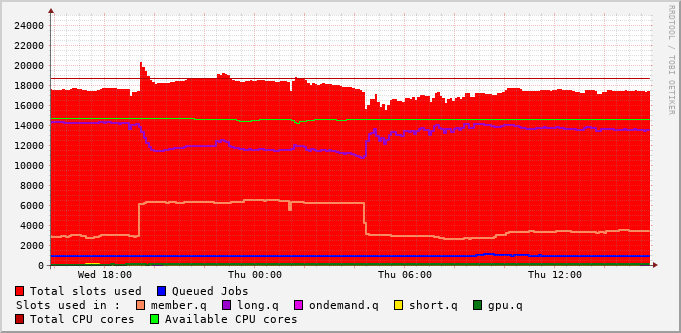 24000
22000
20000
18000
16000
14000
12000
10000
8000
6000
4000
2000
0
Wed 18:00 Thu 00:00 Thu 06:00 Thu 12:00
Total slots used Queued Jobs
Slots used in : member.q long.q ondemand.q short.q gpu.q
Total CPU cores Available CPU cores
RRDTOOL / TOBI OETIKER